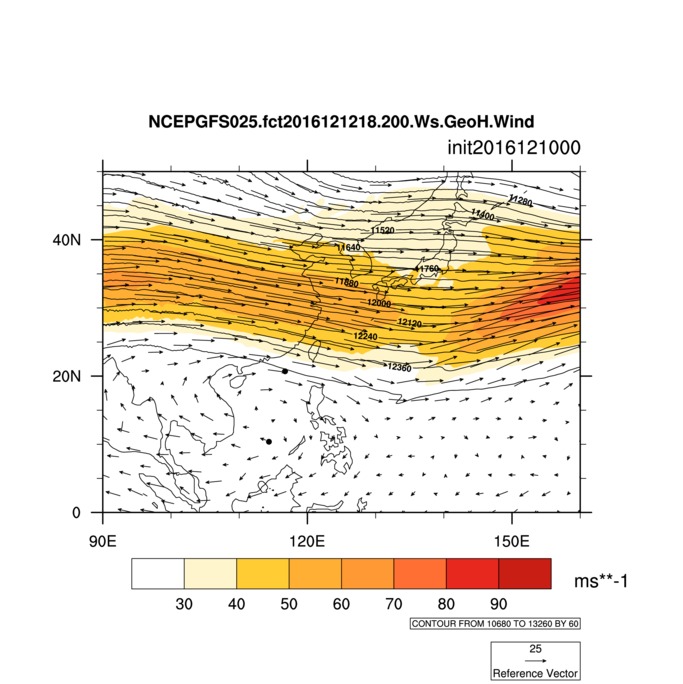 NCEPGFS025.fct2016121218.200.Ws.GeoH.Wind
init2016121000
11280
11400
11520
40N
11640
11760
11880
12000
12120
12240
12360
20N
0
90E 120E 150E
ms**-1
30 40 50 60 70 80 90
CONTOUR FROM 10680 TO 13260 BY 60
25
Reference Vector